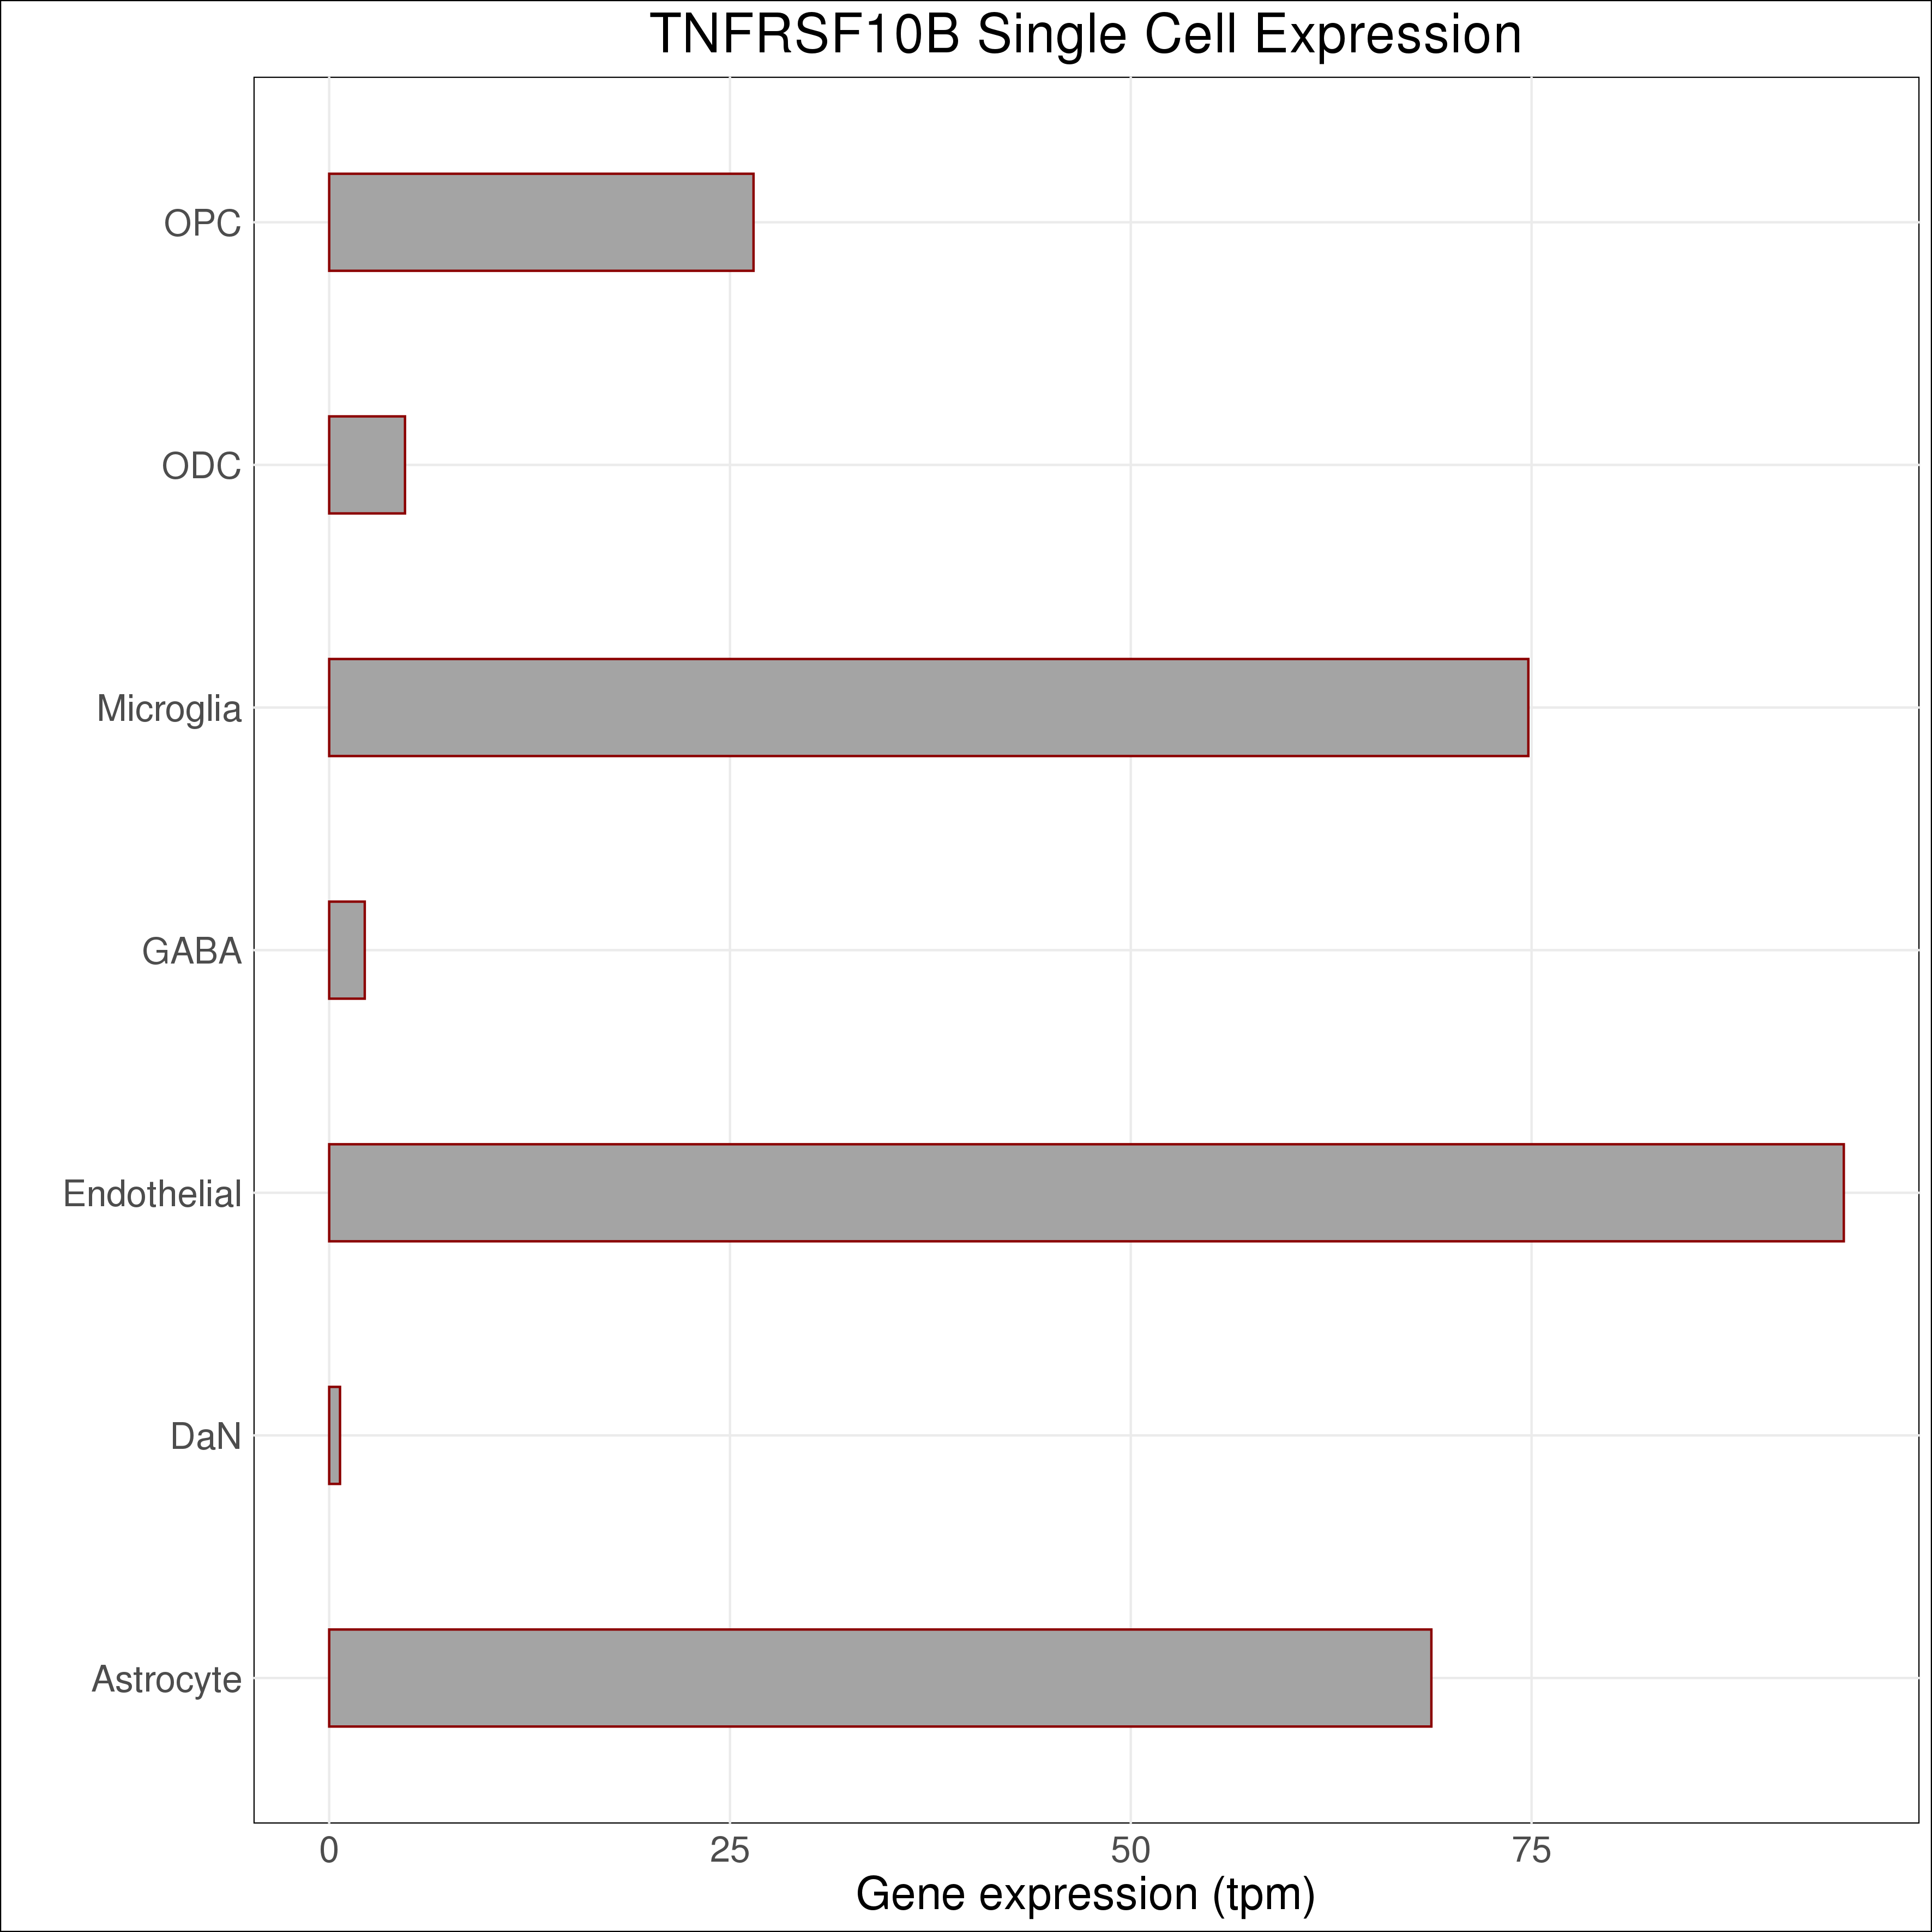 TNFRSF10B Single Cell Expression
OPC
ODC
Microglia
GABA
Endothelial
DaN
Astrocyte
0 25 50 75
Gene expression (tpm)